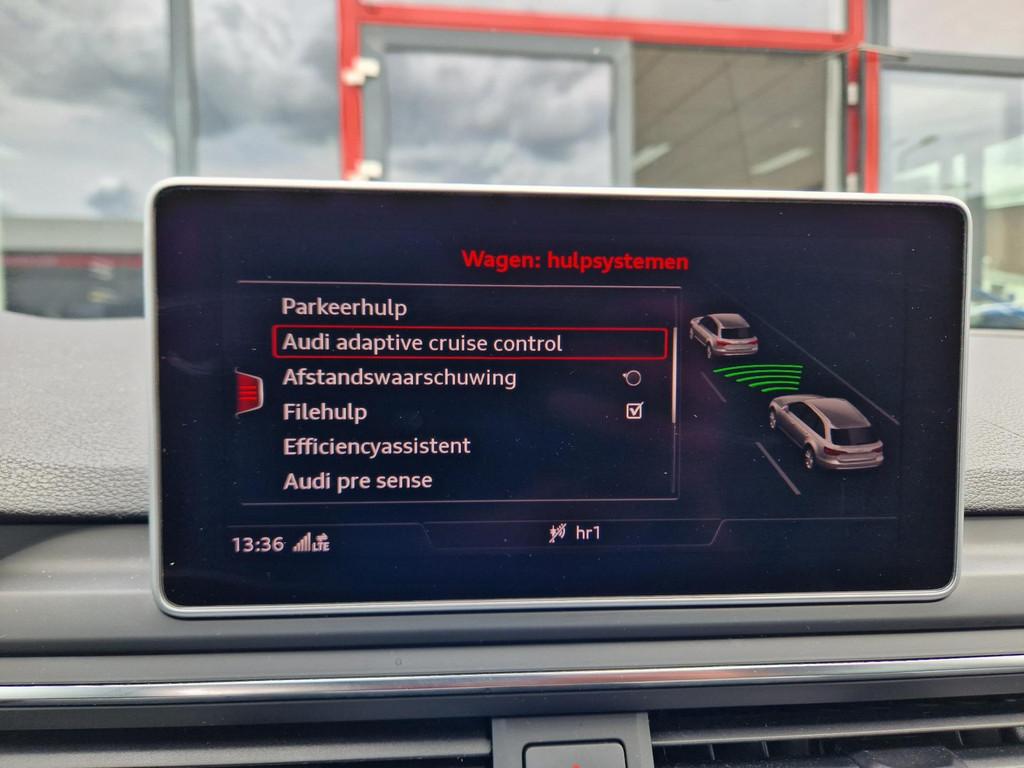 Wagen: hulpsystemen
Parkeerhulp
Audi adaptive cruise control
Afstandswaarschuwing
Filehulp
Efficiencyassistent
Audi pre sense
13:36 LTE
hr1